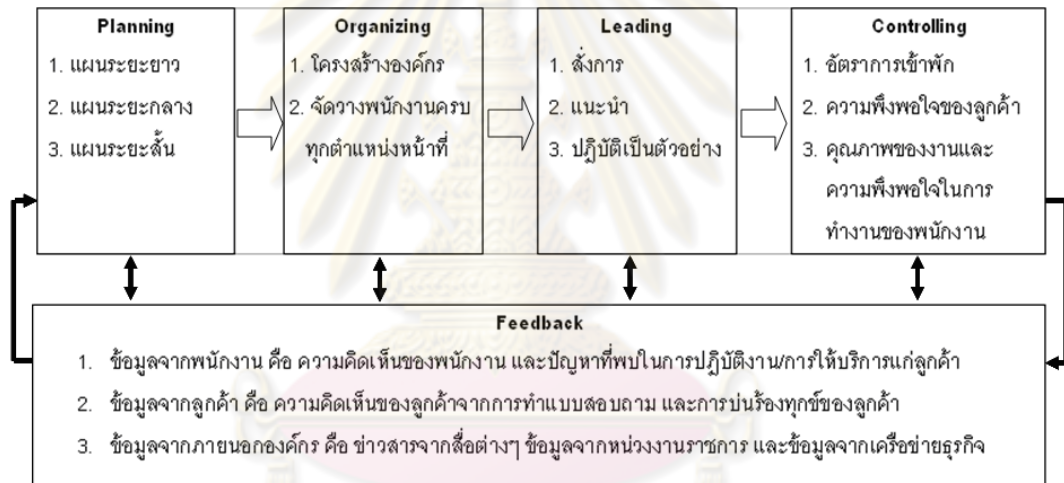 Planning
1. แผนระยะยาว
2. แผนระยะกลาง
3. แผนระยะสั้น
Organizing
1. โครงสร้างองค์กร
2. จัดวางพนักงานครบ
ทุกตำแหน่งหน้าที่
Leading
1. สั่งการ
2. แนะนำ
3. ปฏิบัติเป็นตัวอย่าง
Controlling
1. อัตราการเข้าพัก
2. ความพึงพอใจของลูกค้า
3. คุณภาพของงานและ
ความพึงพอใจในการ
ทำงานของพนักงาน
Feedback
1. ข้อมูลจากพนักงาน คือ ความคิดเห็นของพนักงาน และปัญหาที่พบในการปฏิบัติงาน/การให้บริการแก่ลูกค้า
2. ข้อมูลจากลูกค้า คือ ความคิดเห็นของลูกค้าจากการทำแบบสอบถาม และการบ่นร้องทุกข์ของลูกค้า
3. ข้อมูลจากภายนอกองค์กร คือ ข่าวสารจากสื่อต่างๆ ข้อมูลจากหน่วงงานราชการ และข้อมูลจากเครือข่ายธุรกิจ